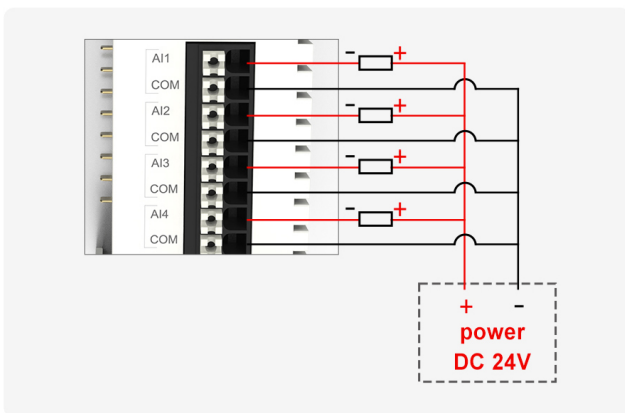 AI1
- +
COM
AI2
- +
COM
AI3
- +
COM
AI4
- +
COM
+ -
power
DC 24V